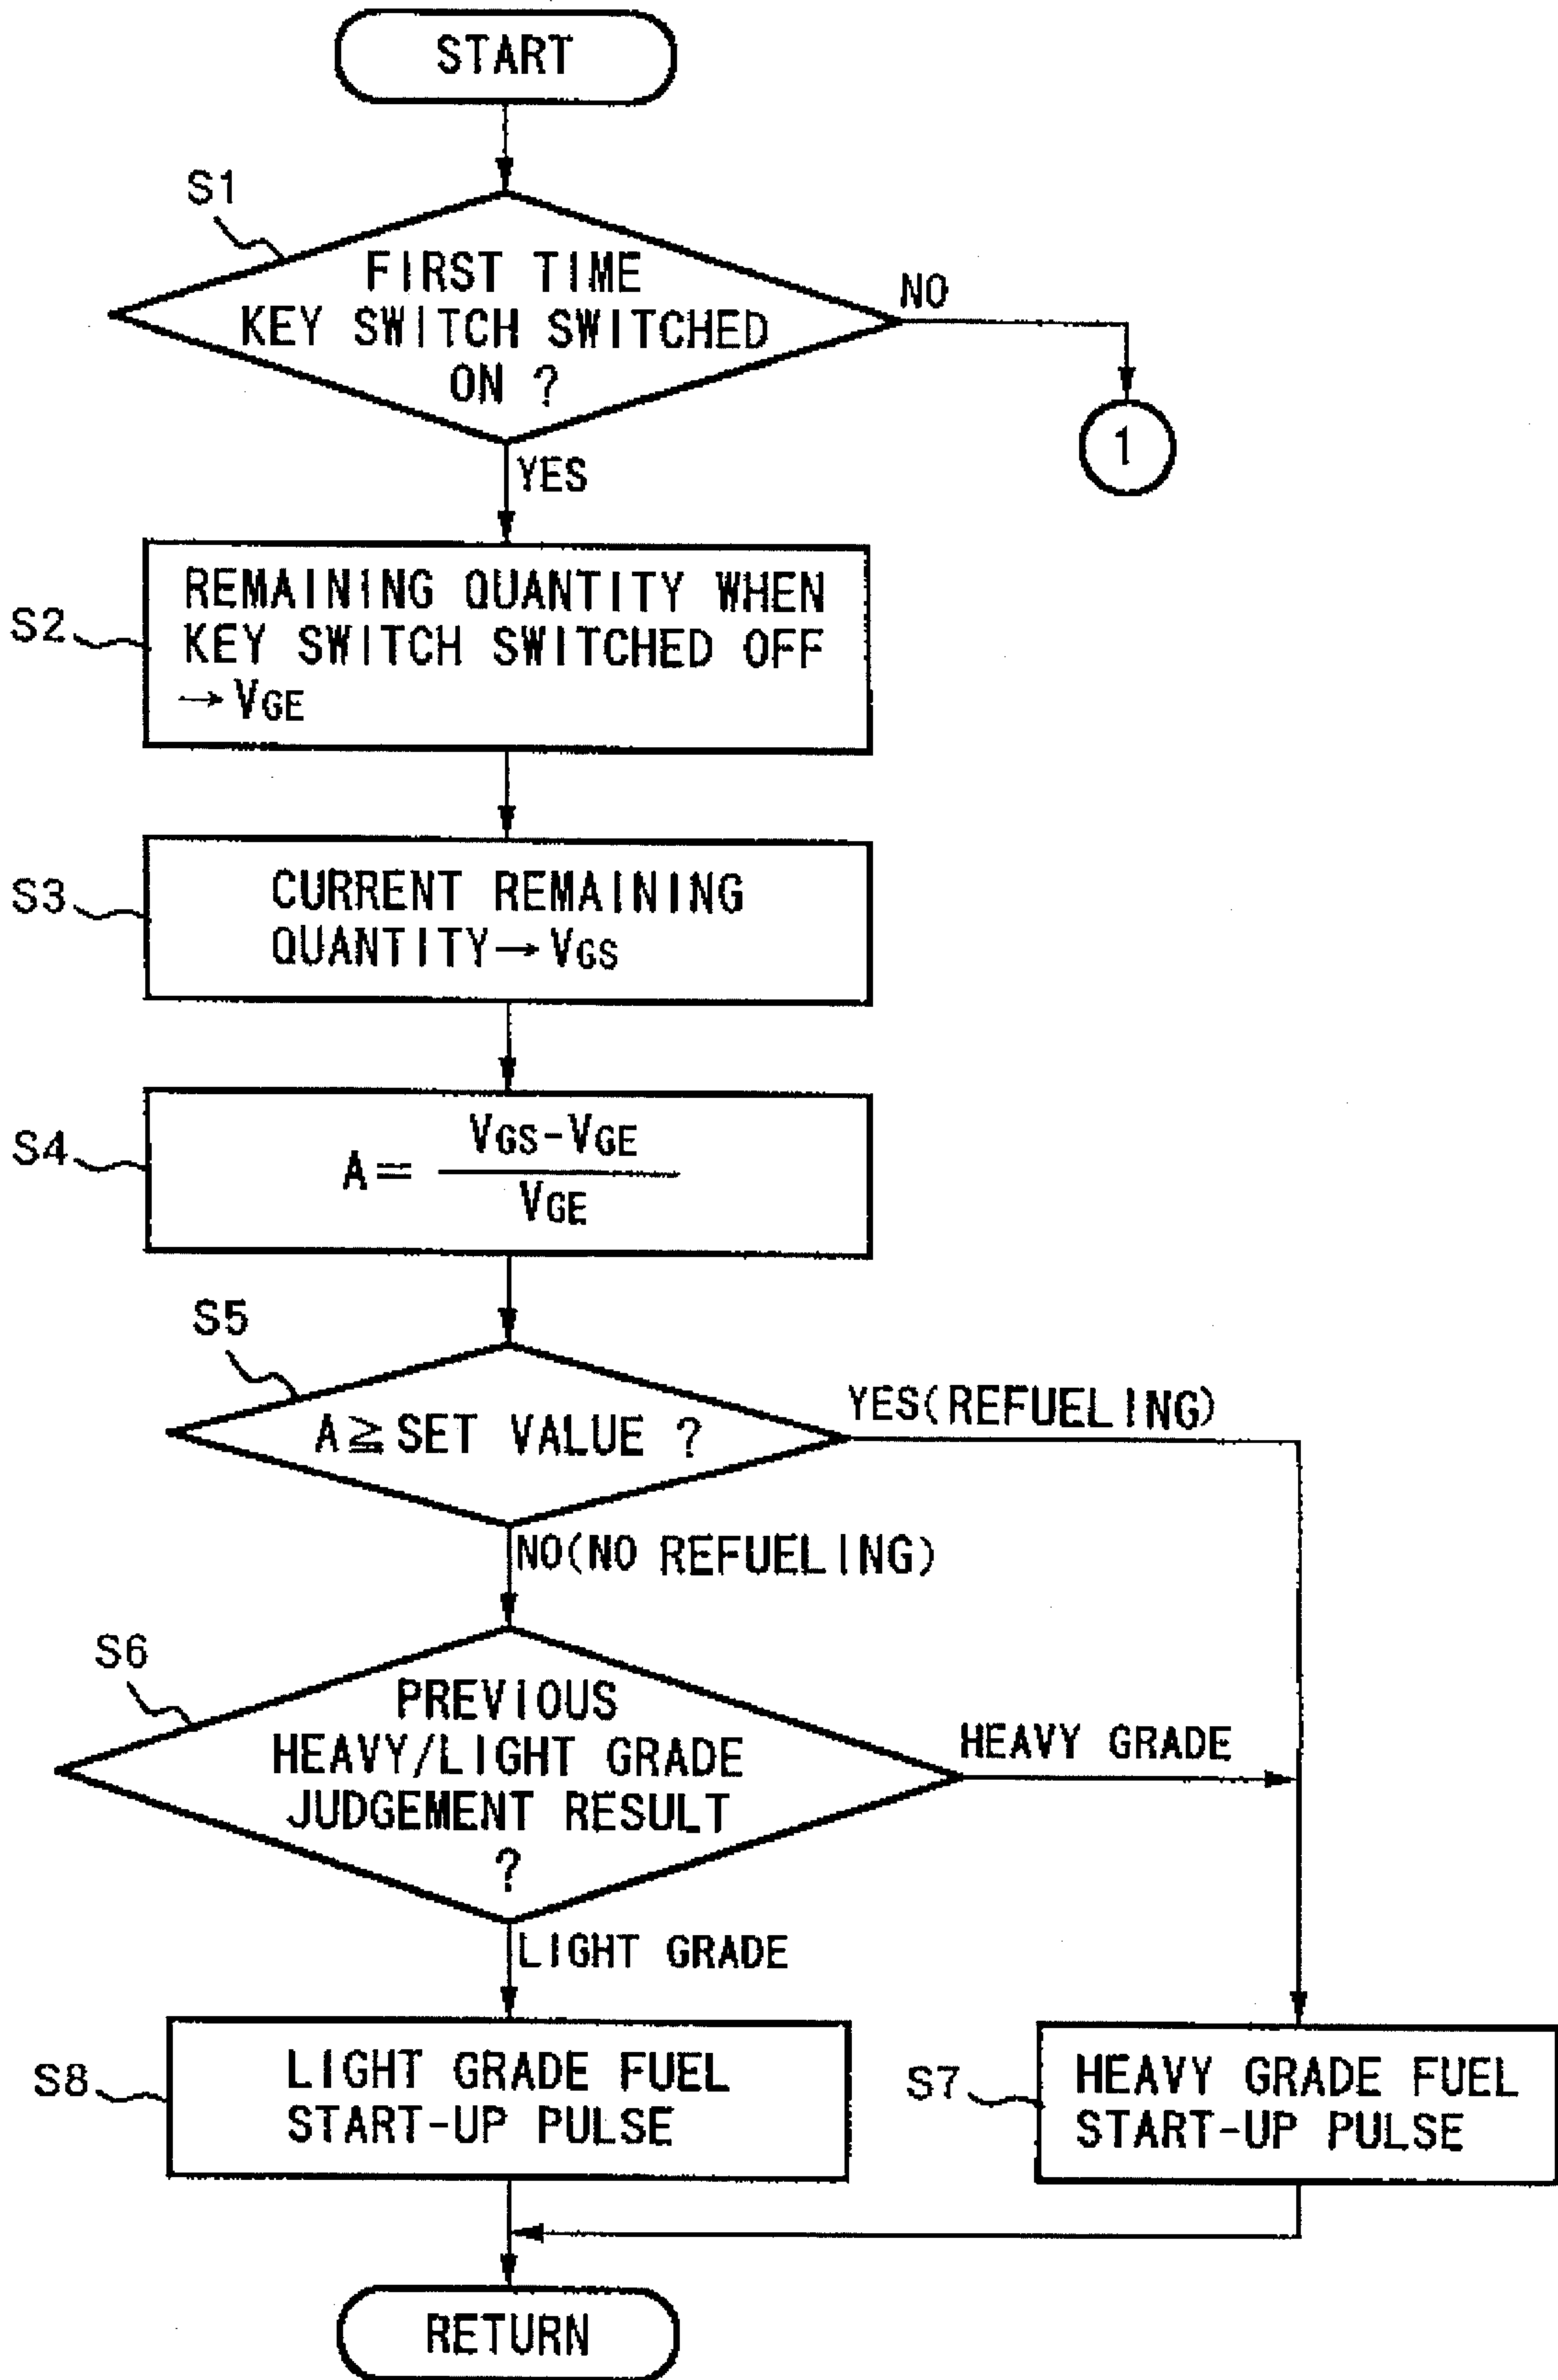 START
S1
FIRST TIME
KEY SWITCH SWITCHED
ON ?
NO
1
YES
S2
REMAINING QUANTITY WHEN
KEY SWITCH SWITCHED OFF
→ VGE
S3
CURRENT REMAINING
QUANTITY → VGS
S4
A = VGS-VGE
VGE
S5
A ≧ SET VALUE ?
YES(REFUELING)
NO(NO REFUELING)
S6
PREVIOUS
HEAVY/LIGHT GRADE
JUDGEMENT RESULT
?
HEAVY GRADE
LIGHT GRADE
S8
LIGHT GRADE FUEL
START-UP PULSE
S7
HEAVY GRADE FUEL
START-UP PULSE
RETURN